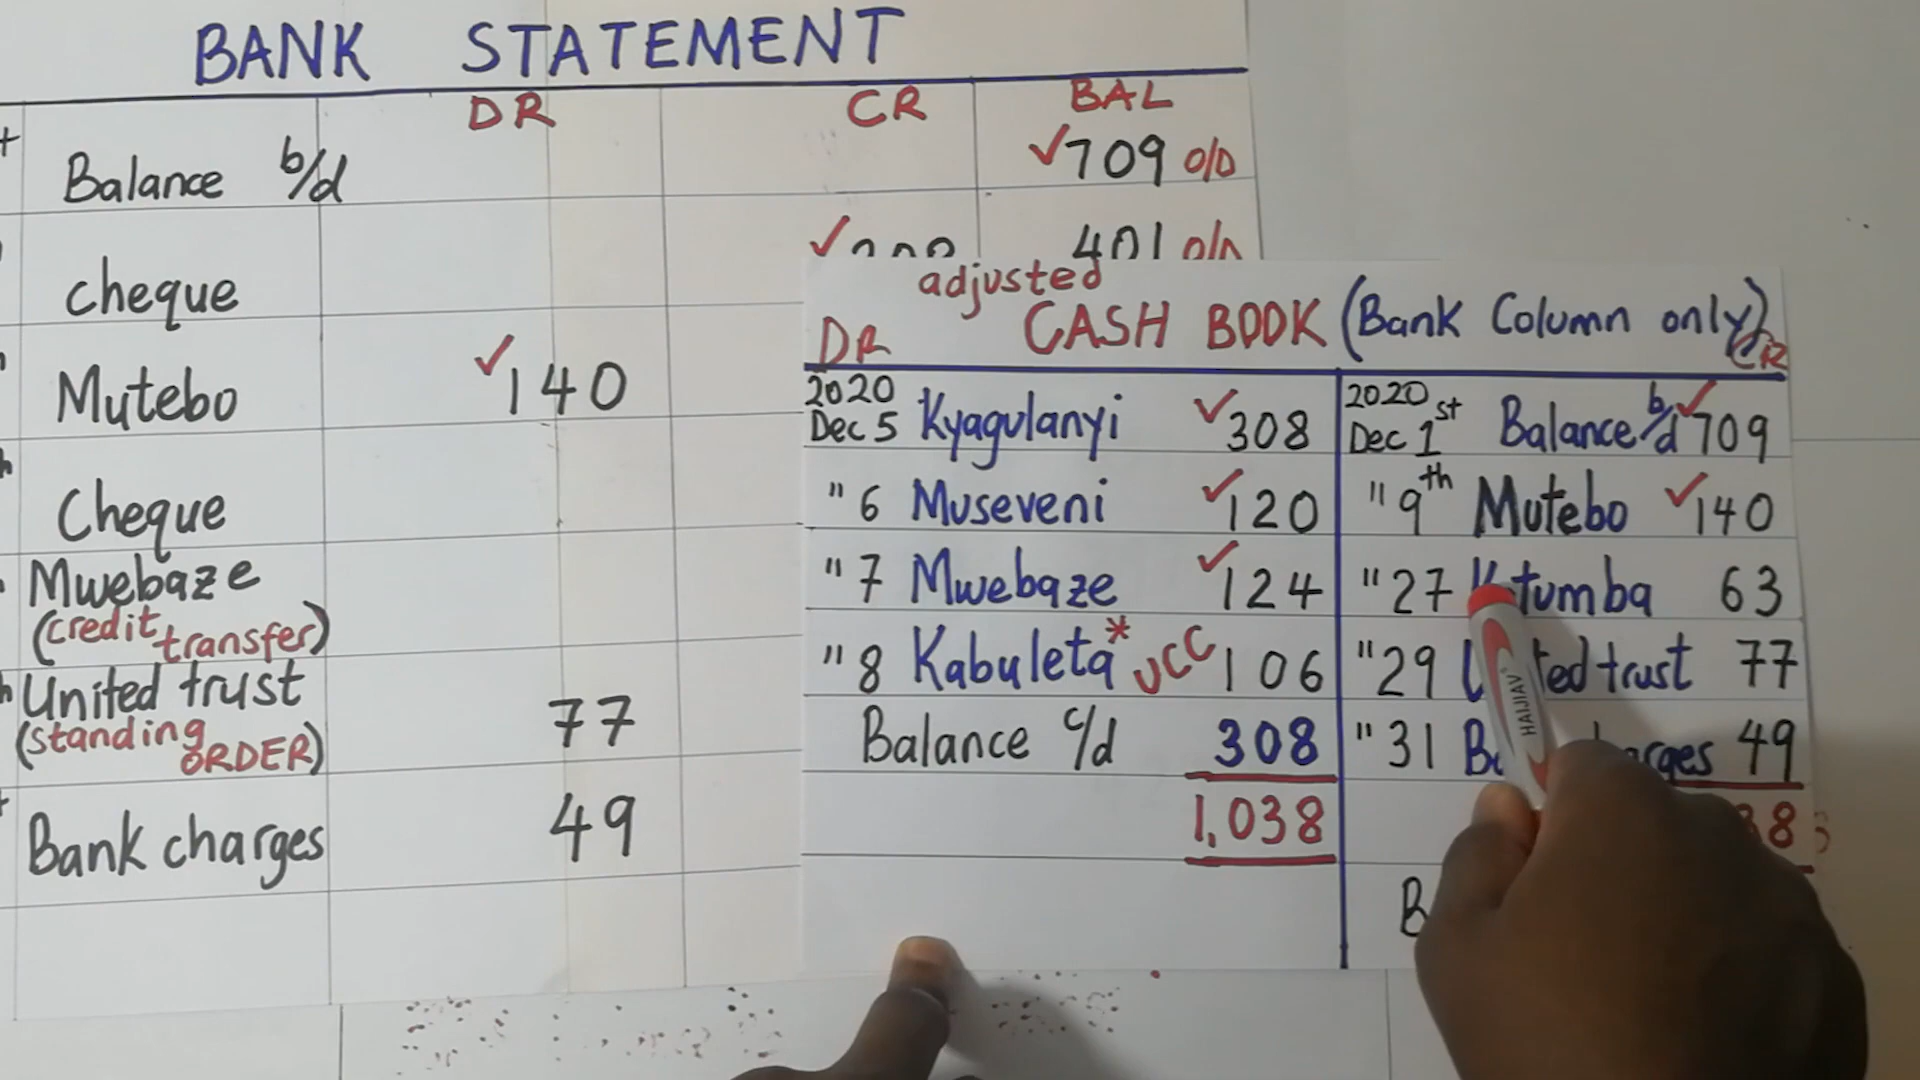 BANK STATEMENT
DR CR BAL
Balance b/d ✓709 O/D
cheque 401
Mutebo ✓140
Cheque
Mwebaze
(credit transfer)
United trust 77
(standing ORDER)
Bank charges 49
adjusted
CASH BOOK (Bank Column only)
DR CR
2020 Dec 5 Kyagulanyi ✓308
" 6 Museveni ✓120
" 7 Mwebaze ✓124
" 8 Kabuleta* UCC 106
Balance c/d 308
1,038
2020 Dec 1st Balance b/d ✓709
" 9th Mutebo ✓140
" 27 tumba 63
" 29 ted trust 77
" 31 49
HAIJIAV